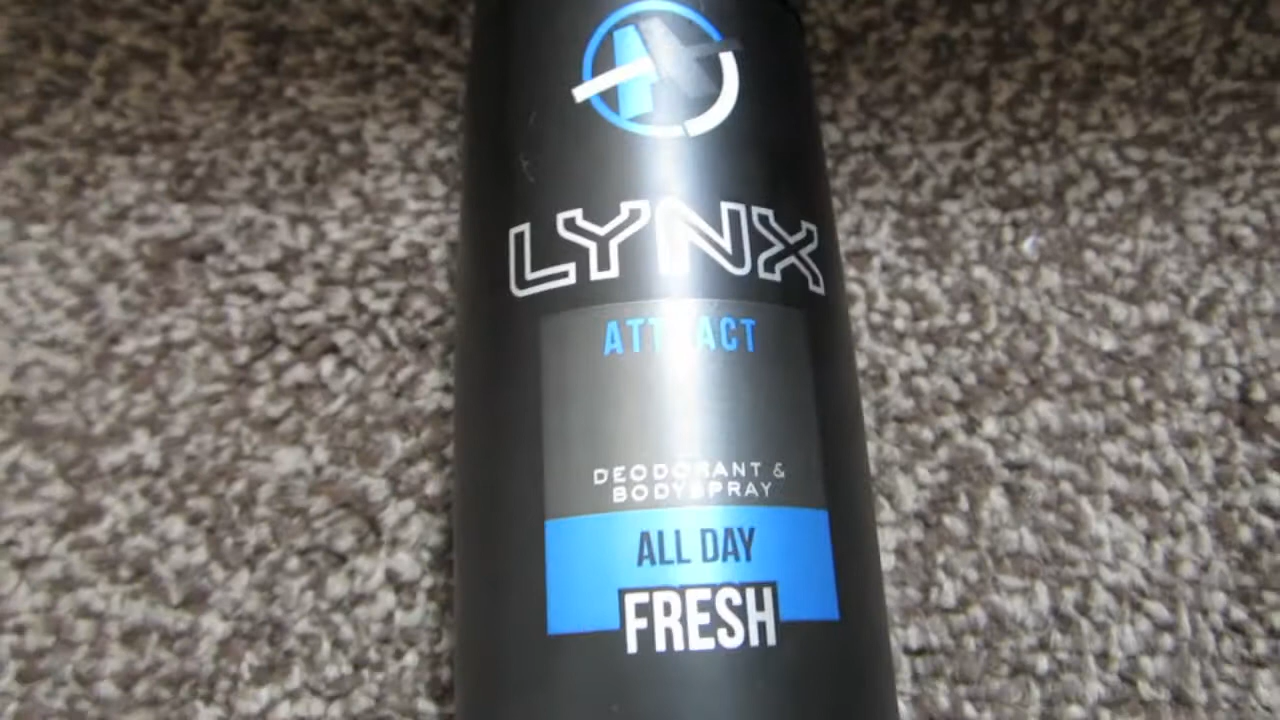 LYNX
ATTRACT
DEODORANT &
BODYSPRAY
ALL DAY
FRESH